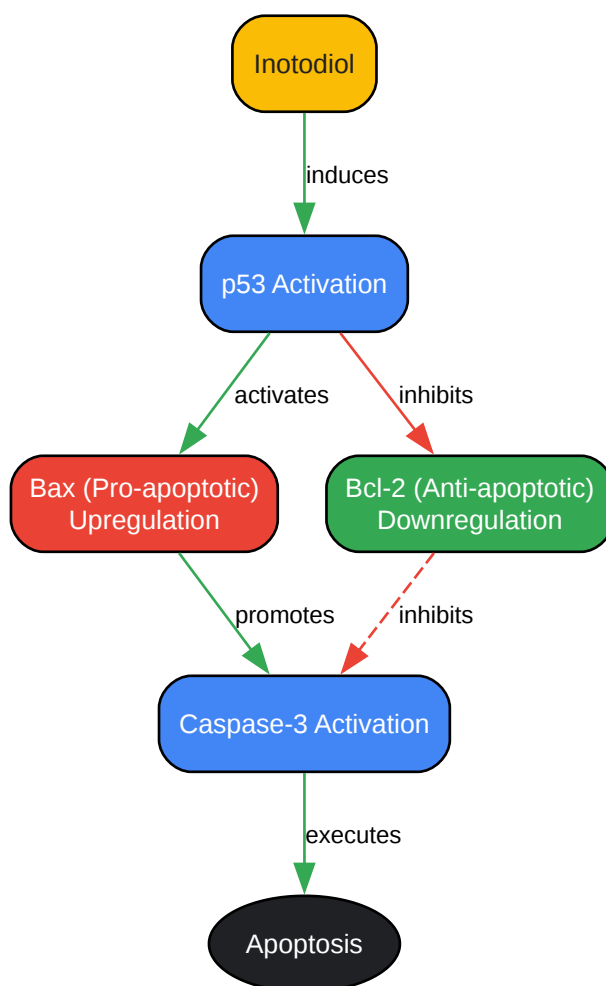 Inotodiol
induces
p53 Activation
activates
inhibits
Bax (Pro-apoptotic)
Upregulation
Bcl-2 (Anti-apoptotic)
Downregulation
promotes
inhibits
Caspase-3 Activation
executes
Apoptosis